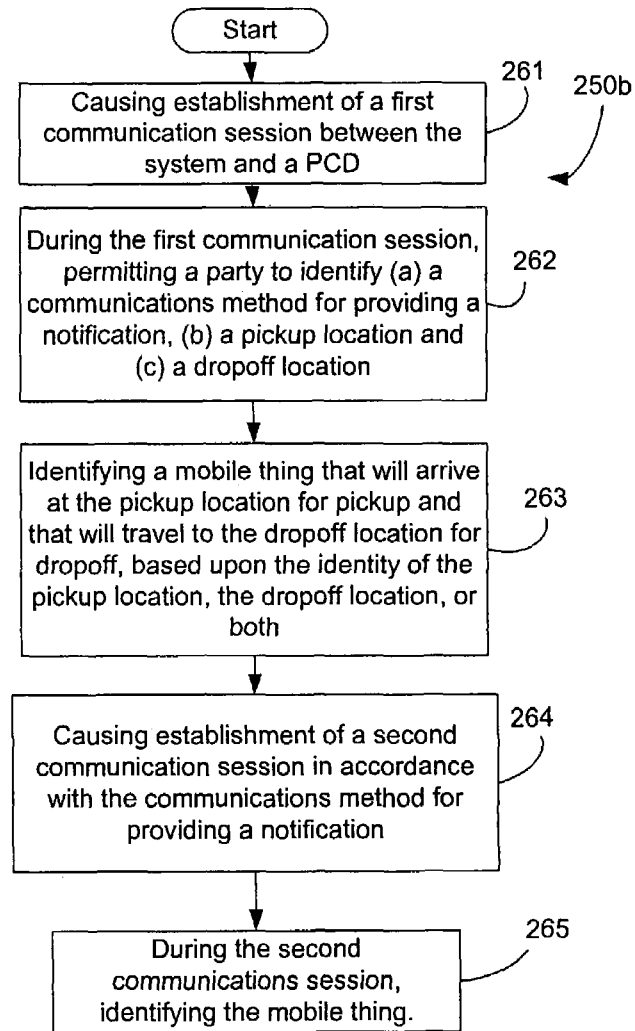 Start
Causing establishment of a first
communication session between the
system and a PCD
261
250b
During the first communication session,
permitting a party to identify (a) a
communications method for providing a
notification, (b) a pickup location and
(c) a dropoff location
262
Identifying a mobile thing that will arrive
at the pickup location for pickup and
that will travel to the dropoff location for
dropoff, based upon the identity of the
pickup location, the dropoff location, or
both
263
Causing establishment of a second
communication session in accordance
with the communications method for
providing a notification
264
During the second
communications session,
identifying the mobile thing.
265